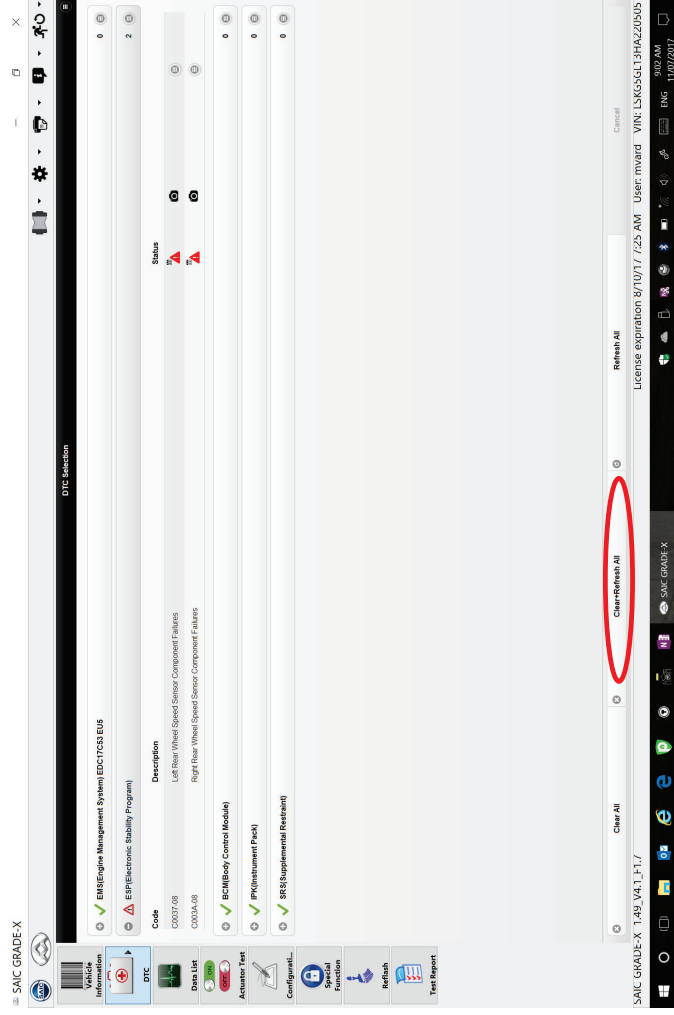 SAIC GRADE-X
SAIC
DTC Selection
Vehicle
Information
DTC
Data List
ON
OFF
Actuator Test
Configurati...
Special
Function
Reflash
Test Report
EMS(Engine Management System) EDC17C53 EU5
0
ESP(Electronic Stability Program)
2
Code Description Status
C0037-08 Left Rear Wheel Speed Sensor Component Failures
C003A-08 Right Rear Wheel Speed Sensor Component Failures
BCM(Body Control Module)
0
IPK(Instrument Pack)
0
SRS(Supplemental Restraint)
0
Clear All
Clear+Refresh All
Refresh All
Cancel
SAIC GRADE-X 1.49_V4.1_F1.7
License expiration 8/10/17 7:25 AM User: mvard VIN: LSKG5GL13HA220505
SAIC GRADE-X
ENG
9:02 AM
11/07/2017